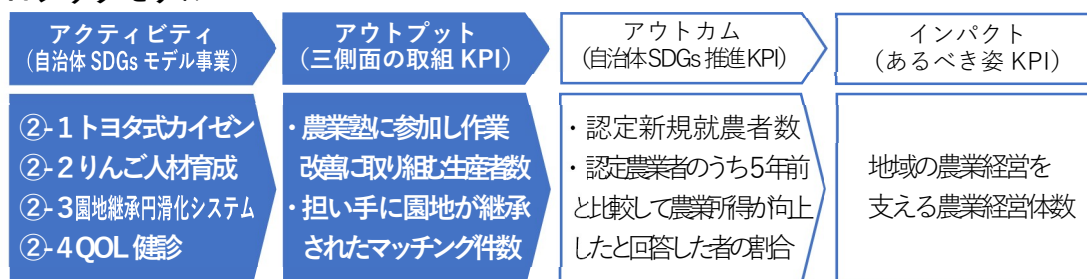 アクティビティ
(自治体 SDGs モデル事業)
アウトプット
(三側面の取組 KPI)
アウトカム
(自治体SDGs 推進KPI)
インパクト
(あるべき姿 KPI)
②-1トヨタ式カイゼン
②-2りんご人材育成
②-3園地継承円滑化システム
②-4QOL 健診
・農業塾に参加し作業
改善に取り組む生産者数
・担い手に園地が継承
されたマッチング件数
・認定新規就農者数
・認定農業者のうち5年前
と比較して農業所得が向上
したと回答した者の割合
地域の農業経営を
支える農業経営体数